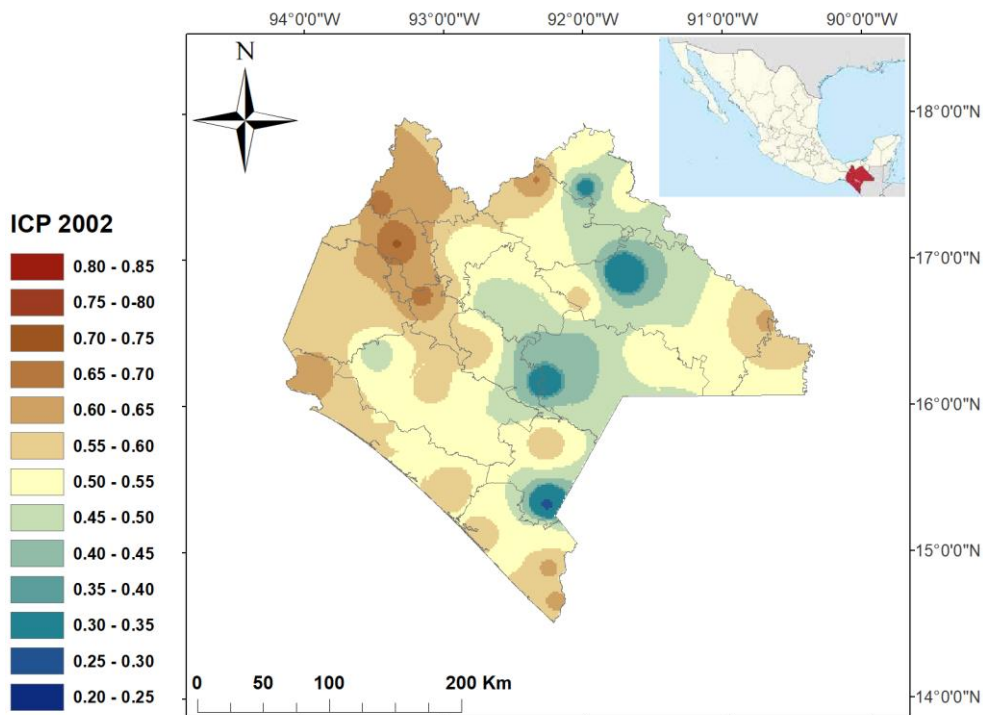 94°0'0"W 93°0'0"W 92°0'0"W 91°0'0"W 90°0'0"W
N
18°0'0"N
ICP 2002
0.80 - 0.85
17°0'0"N
0.75 - 0-80
0.70 - 0.75
0.65 - 0.70
0.60 - 0.65
16°0'0"N
0.55 - 0.60
0.50 - 0.55
0.45 - 0.50
0.40 - 0.45
15°0'0"N
0.35 - 0.40
0.30 - 0.35
0.25 - 0.30
0 50 100 200 Km
0.20 - 0.25
14°0'0"N